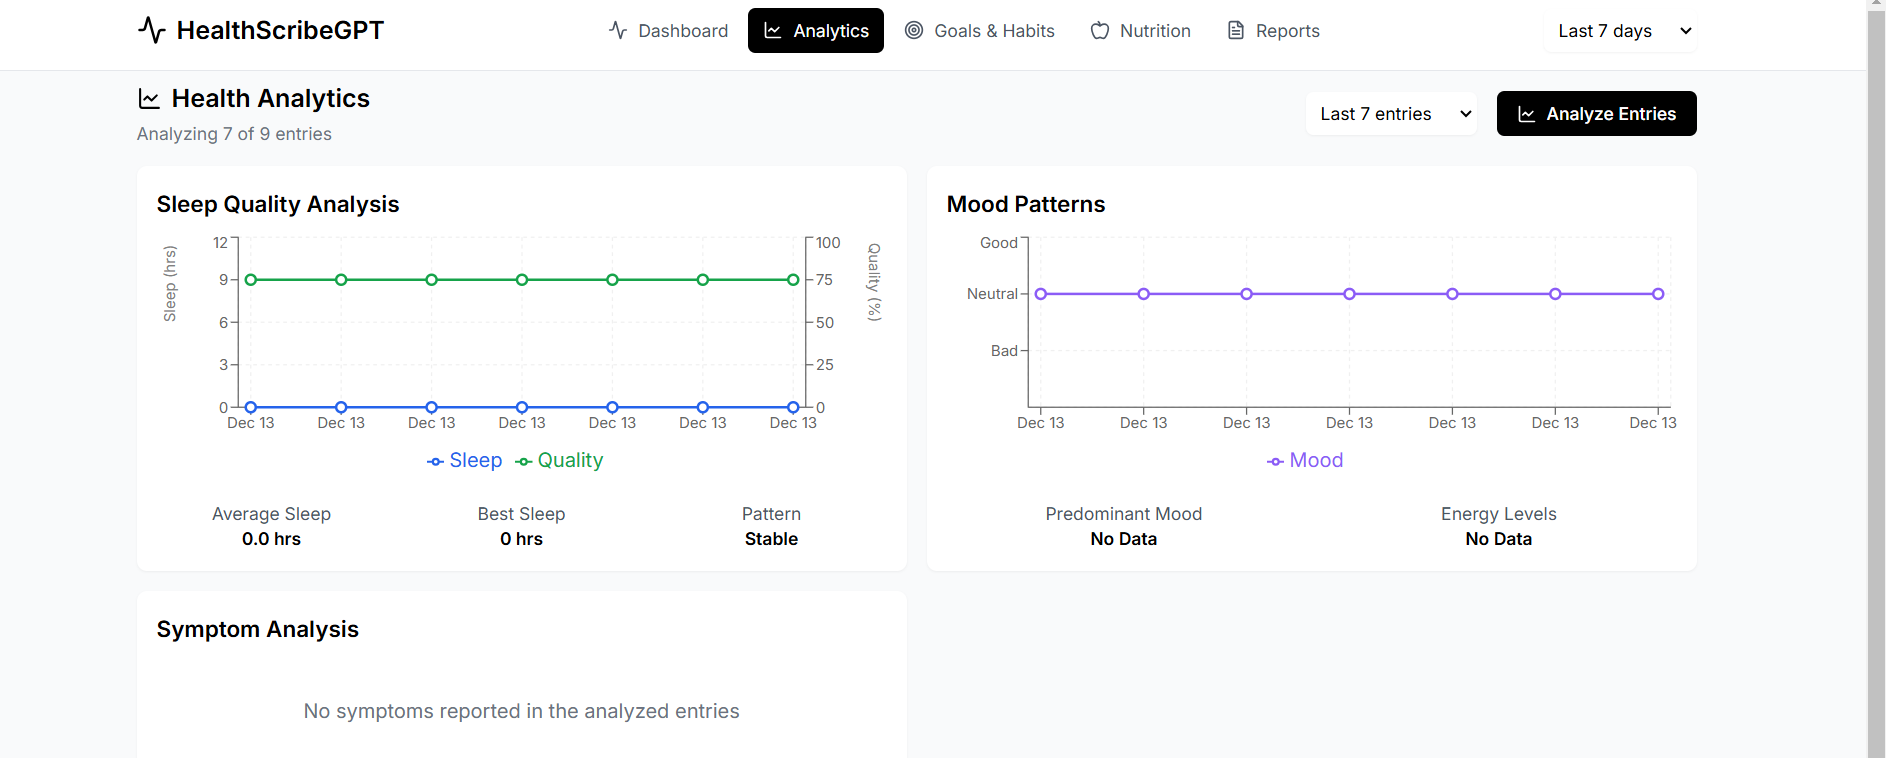 HealthScribeGPT
Dashboard
Analytics
Goals & Habits
Nutrition
Reports
Last 7 days
Health Analytics
Analyzing 7 of 9 entries
Last 7 entries
Analyze Entries
Sleep Quality Analysis
Sleep (hrs)
12
9
6
3
0
100
75
50
25
0
Quality (%)
Dec 13 Dec 13 Dec 13 Dec 13 Dec 13 Dec 13 Dec 13
Sleep Quality
Average Sleep
0.0 hrs
Best Sleep
0 hrs
Pattern
Stable
Mood Patterns
Good
Neutral
Bad
Dec 13 Dec 13 Dec 13 Dec 13 Dec 13 Dec 13 Dec 13
Mood
Predominant Mood
No Data
Energy Levels
No Data
Symptom Analysis
No symptoms reported in the analyzed entries